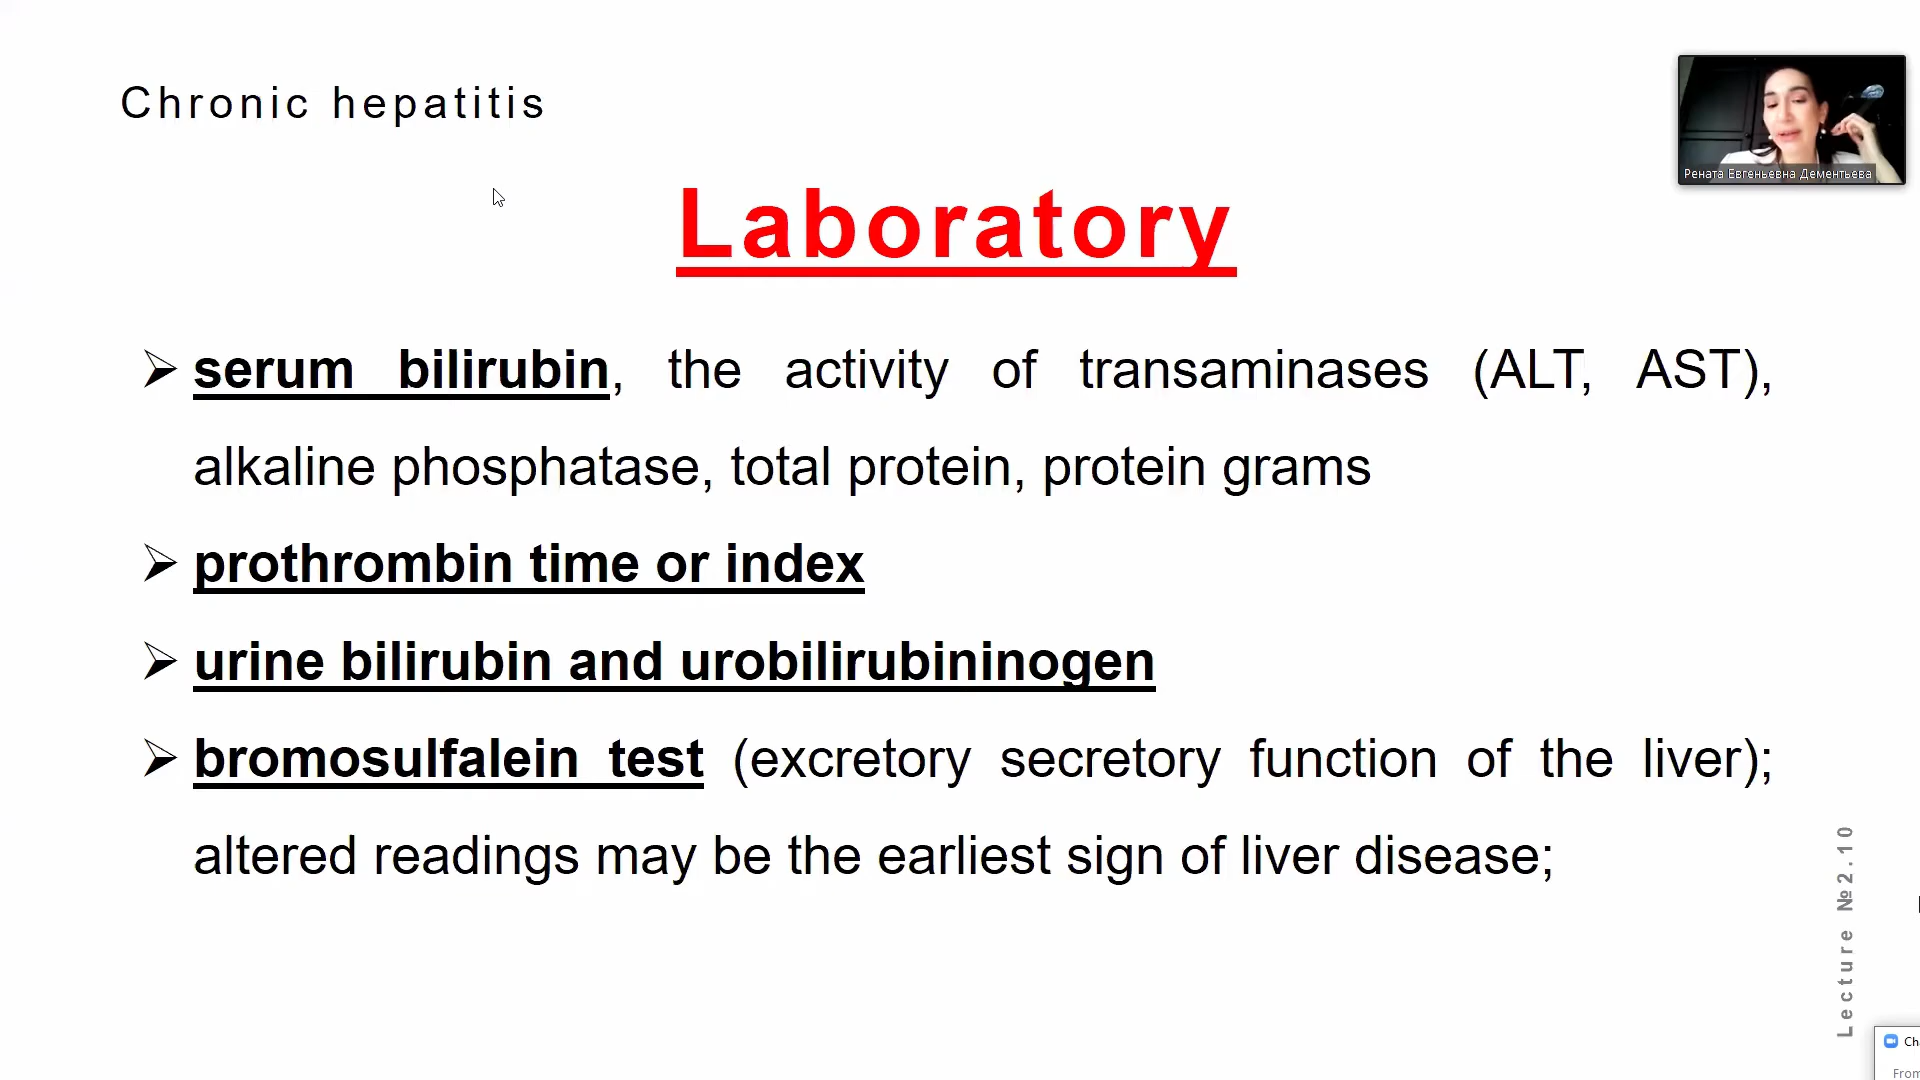 Chronic hepatitis
Рената Евгеньевна Дементьева
Laboratory
➢ serum bilirubin, the activity of transaminases (ALT, AST),
alkaline phosphatase, total protein, protein grams
➢ prothrombin time or index
➢ urine bilirubin and urobilirubininogen
➢ bromosulfalein test (excretory secretory function of the liver);
altered readings may be the earliest sign of liver disease;
Lecture №2.10
From